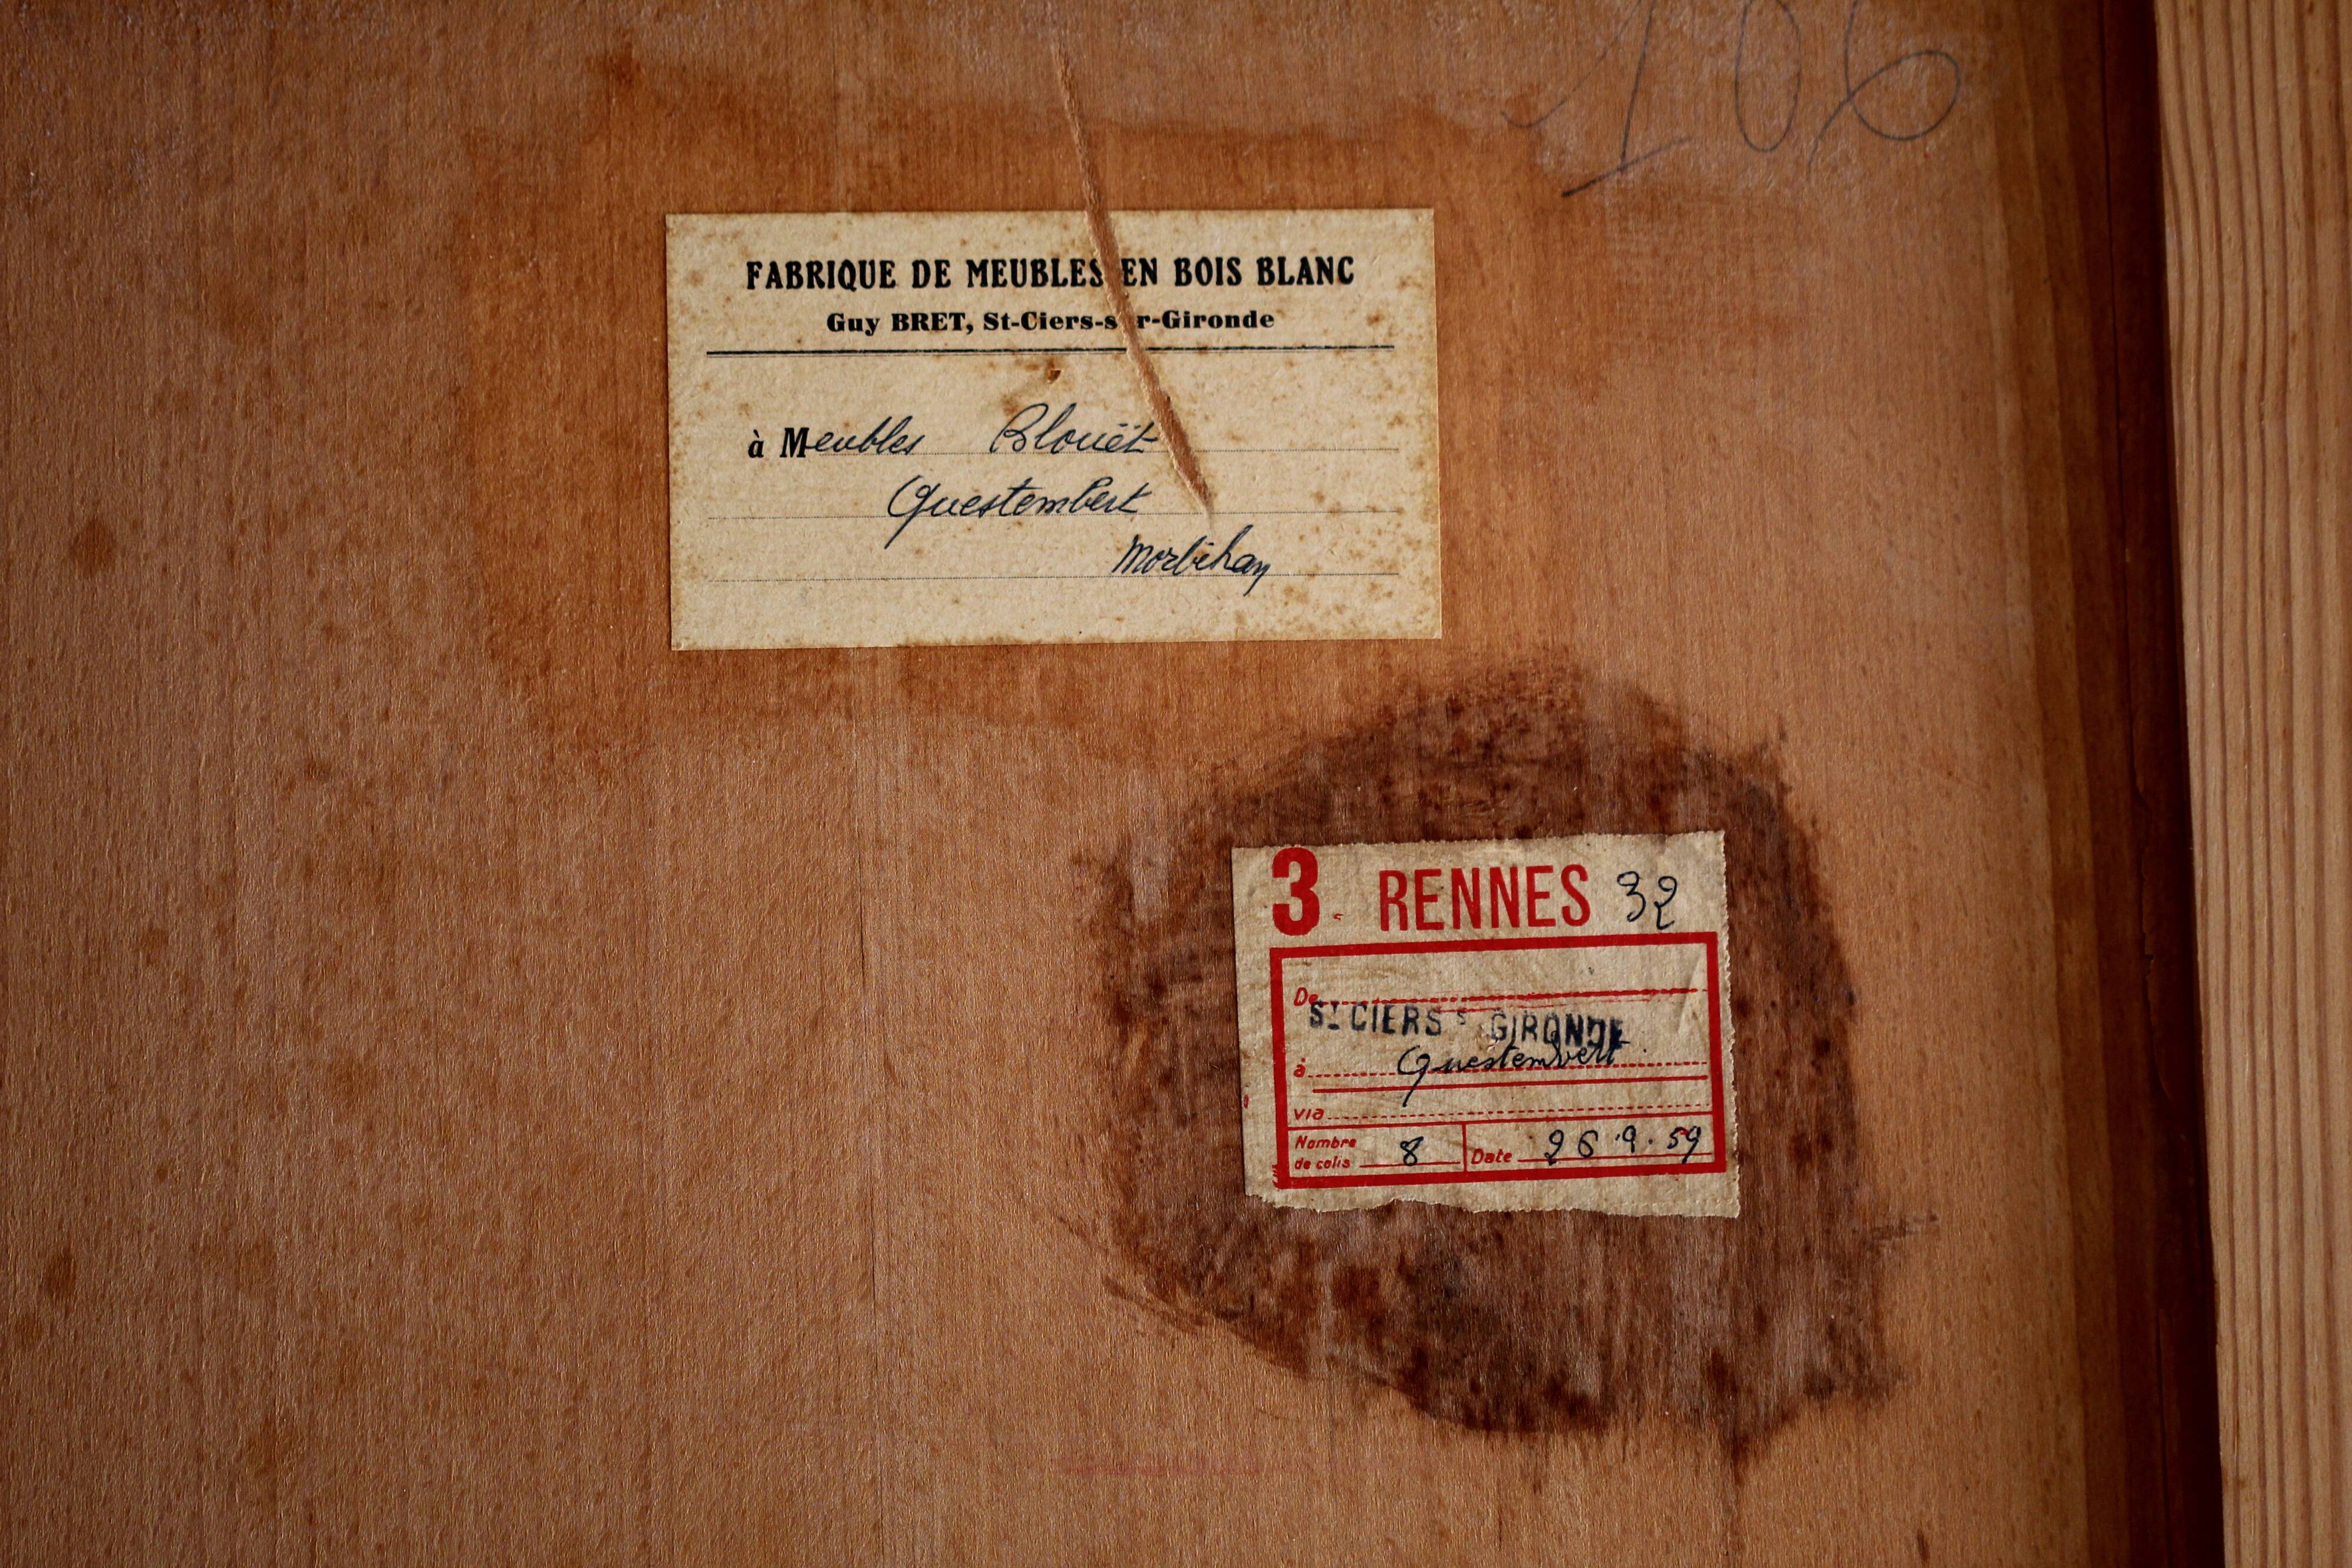 106
FABRIQUE DE MEUBLES EN BOIS BLANC
Guy BRET, St-Ciers-s r-Gironde
à Meubles Blouët
Questembert
Morbihan
3 RENNES 32
De
ST CIERS S GIRONDE
à Questembert
via
Nombre de colis 8 Date 26.9.59